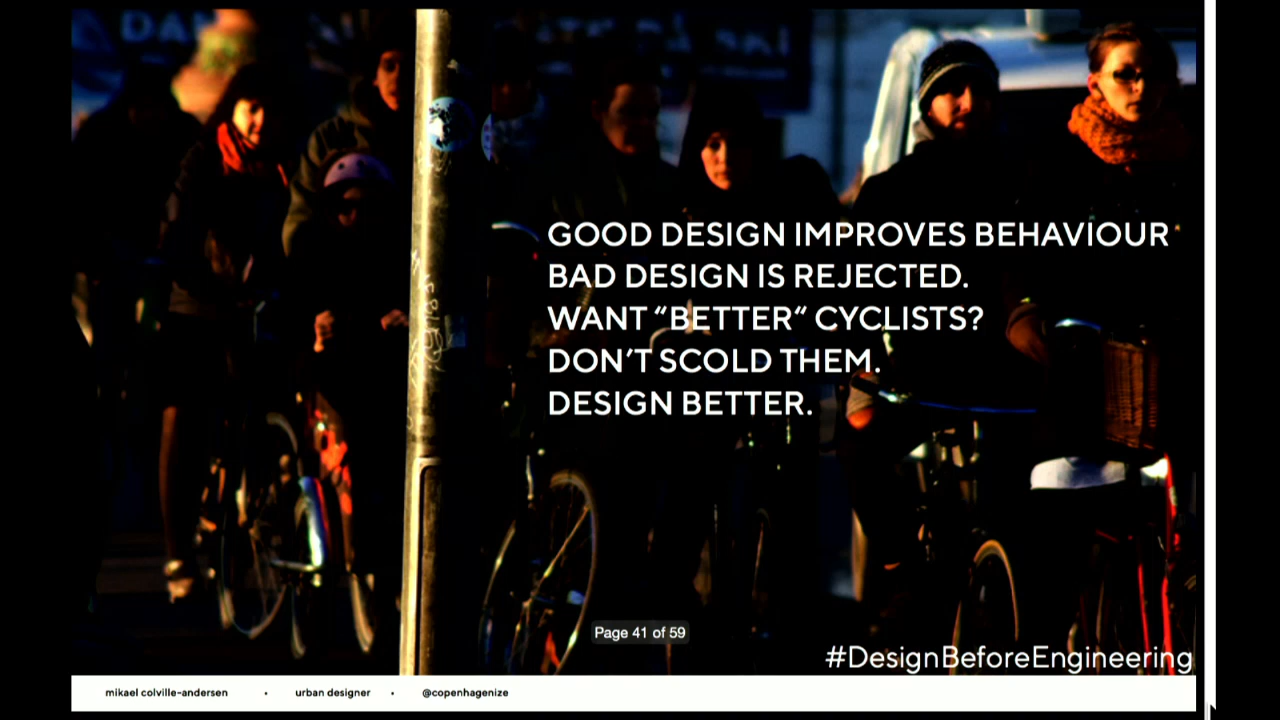 GOOD DESIGN IMPROVES BEHAVIOUR
BAD DESIGN IS REJECTED.
WANT “BETTER“ CYCLISTS?
DON’T SCOLD THEM.
DESIGN BETTER.
Page 41 of 59
#DesignBeforeEngineering
mikael colville-andersen • urban designer • @copenhagenize